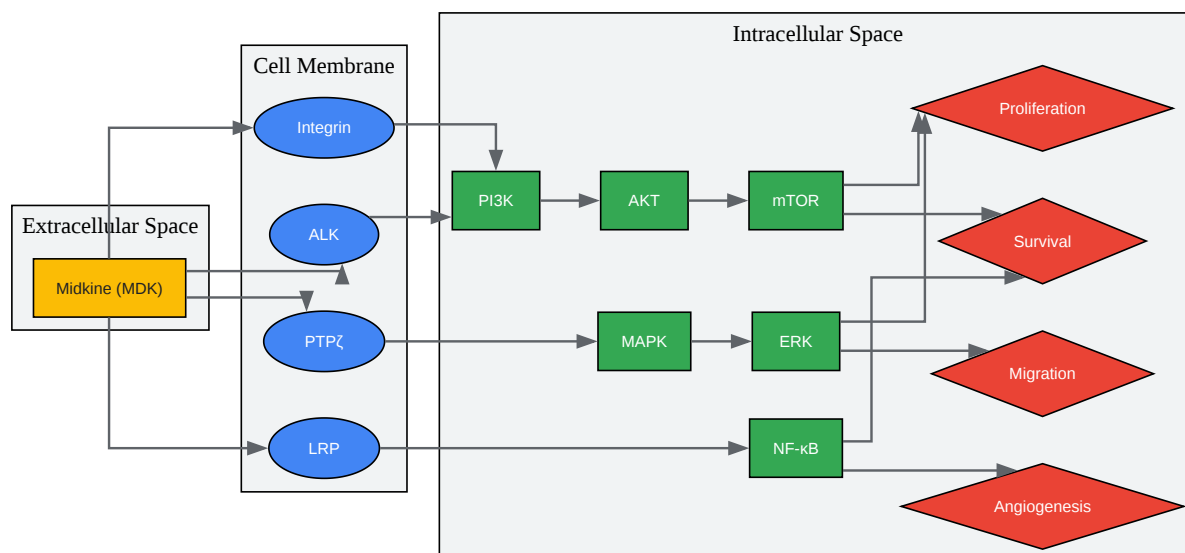 Extracellular Space
Midkine (MDK)
Cell Membrane
Integrin
ALK
PTPζ
LRP
Intracellular Space
PI3K
AKT
mTOR
MAPK
ERK
NF-κB
Proliferation
Survival
Migration
Angiogenesis